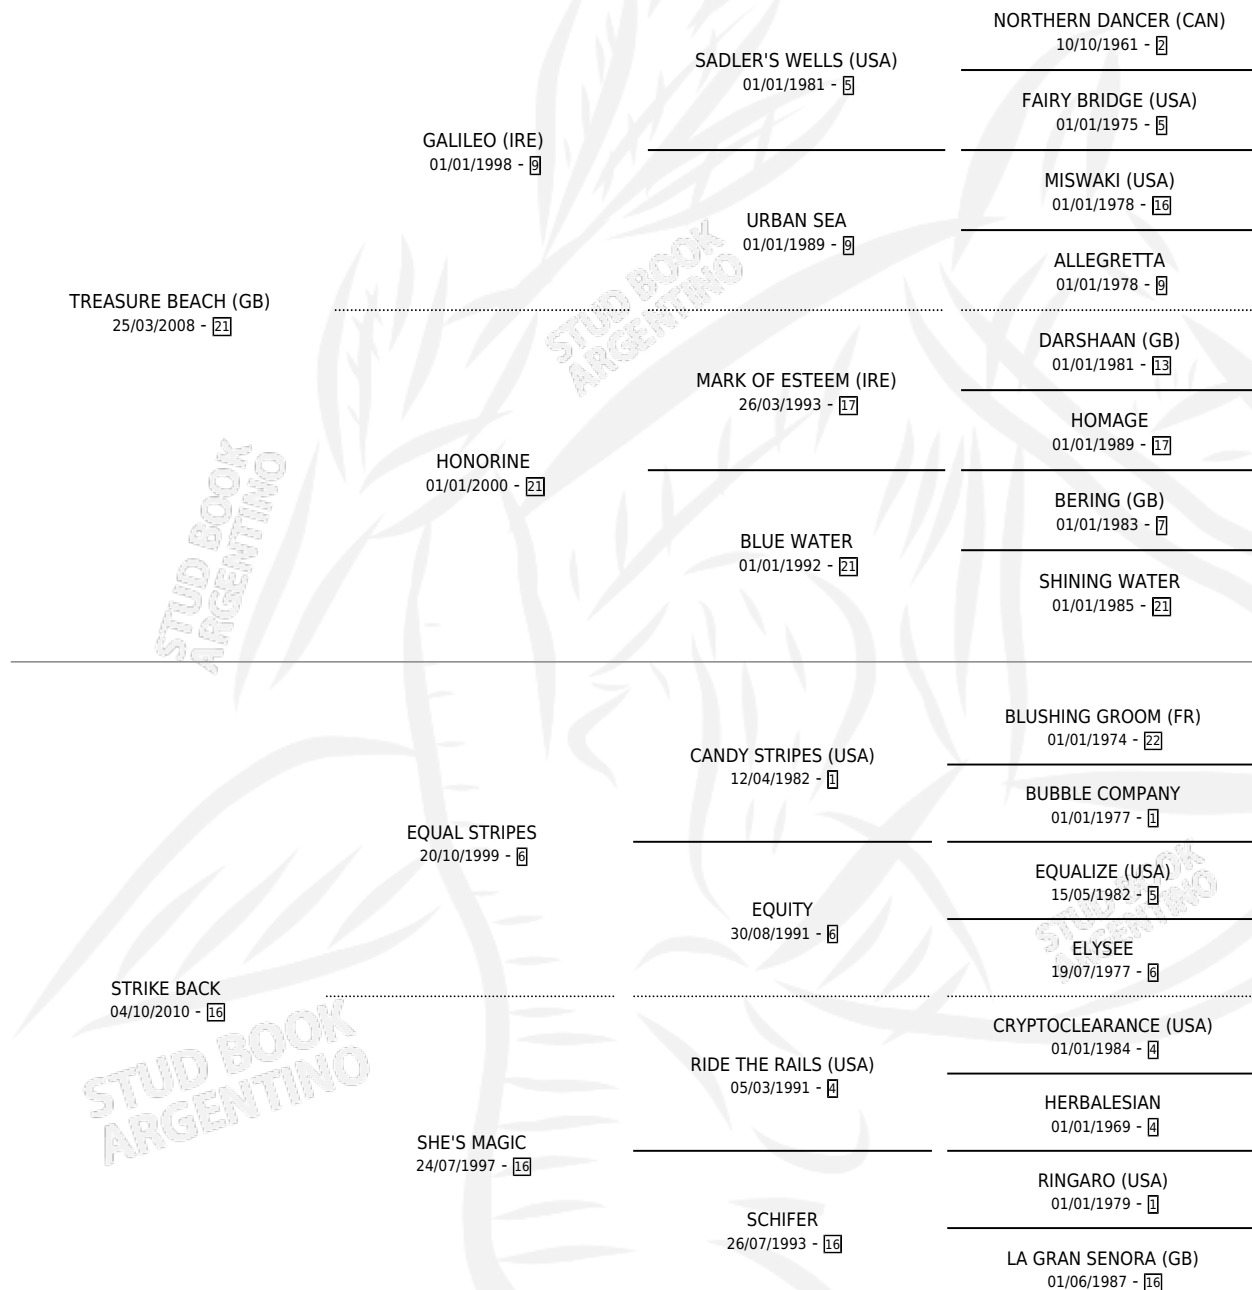 NORTHERN DANCER (CAN)
10/10/1961 - 2
SADLER'S WELLS (USA)
01/01/1981 - 5
FAIRY BRIDGE (USA)
01/01/1975 - 5
GALILEO (IRE)
01/01/1998 - 9
MISWAKI (USA)
01/01/1978 - 16
URBAN SEA
01/01/1989 - 9
ALLEGRETTA
01/01/1978 - 9
TREASURE BEACH (GB)
25/03/2008 - 21
DARSHAAN (GB)
01/01/1981 - 13
MARK OF ESTEEM (IRE)
26/03/1993 - 17
HOMAGE
01/01/1989 - 17
HONORINE
01/01/2000 - 21
BERING (GB)
01/01/1983 - 7
BLUE WATER
01/01/1992 - 21
SHINING WATER
01/01/1985 - 21
BLUSHING GROOM (FR)
01/01/1974 - 22
CANDY STRIPES (USA)
12/04/1982 - 1
BUBBLE COMPANY
01/01/1977 - 1
EQUAL STRIPES
20/10/1999 - 6
EQUALIZE (USA)
15/05/1982 - 5
EQUITY
30/08/1991 - 6
ELYSEE
19/07/1977 - 6
STRIKE BACK
04/10/2010 - 16
CRYPTOCLEARANCE (USA)
01/01/1984 - 4
RIDE THE RAILS (USA)
05/03/1991 - 4
HERBALESIAN
01/01/1969 - 4
SHE'S MAGIC
24/07/1997 - 16
RINGARO (USA)
01/01/1979 - 1
SCHIFER
26/07/1993 - 16
LA GRAN SENORA (GB)
01/06/1987 - 16
STUD BOOK
ARGENTINO
STUD BOOK
ARGENTINO
STUD BOOK
ARGENTINO
STUD BOOK
ARGENTINO